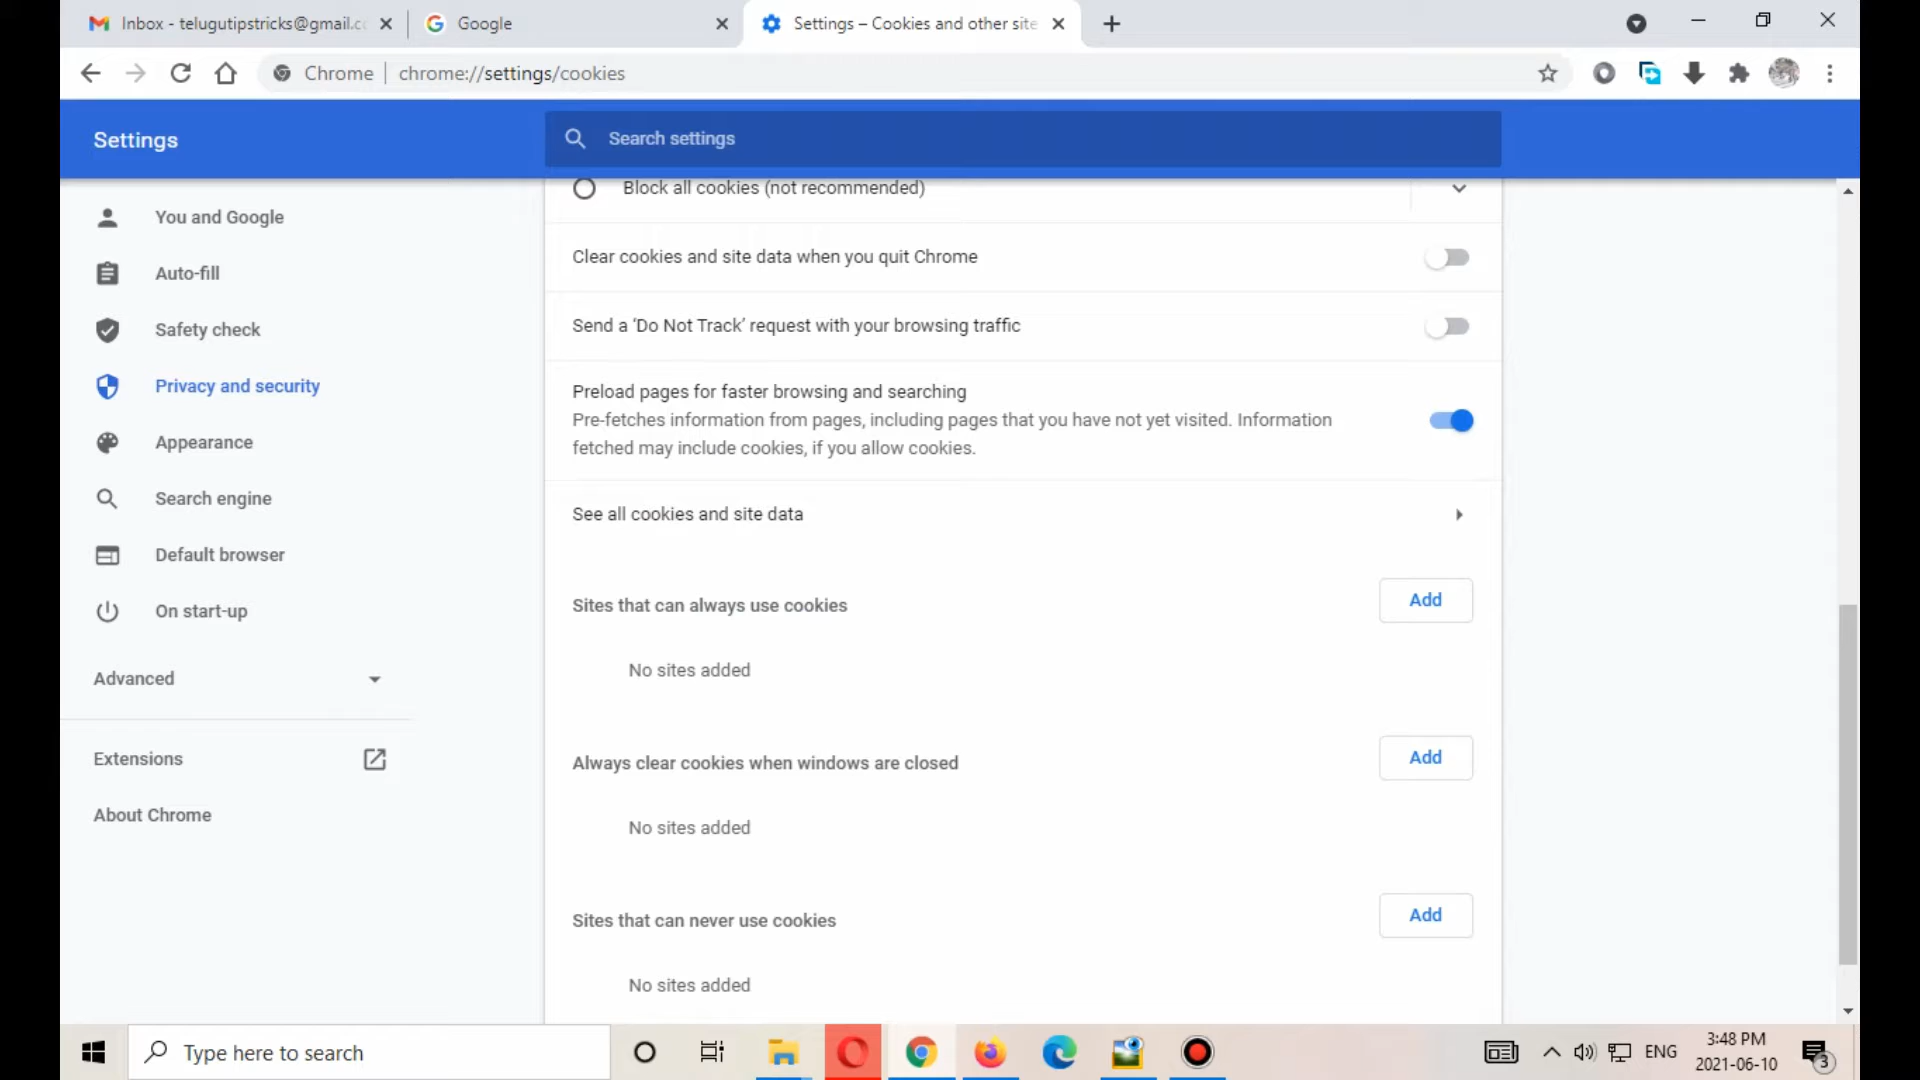 Inbox - telugutipstricks@gmail.c
Google
Settings – Cookies and other site
Chrome
chrome://settings/cookies
Settings
Search settings
You and Google
Auto-fill
Safety check
Privacy and security
Appearance
Search engine
Default browser
On start-up
Advanced
Extensions
About Chrome
Block all cookies (not recommended)
Clear cookies and site data when you quit Chrome
Send a ‘Do Not Track’ request with your browsing traffic
Preload pages for faster browsing and searching
Pre-fetches information from pages, including pages that you have not yet visited. Information
fetched may include cookies, if you allow cookies.
See all cookies and site data
Sites that can always use cookies
Add
No sites added
Always clear cookies when windows are closed
Add
No sites added
Sites that can never use cookies
Add
No sites added
Type here to search
ENG
3:48 PM
2021-06-10
3